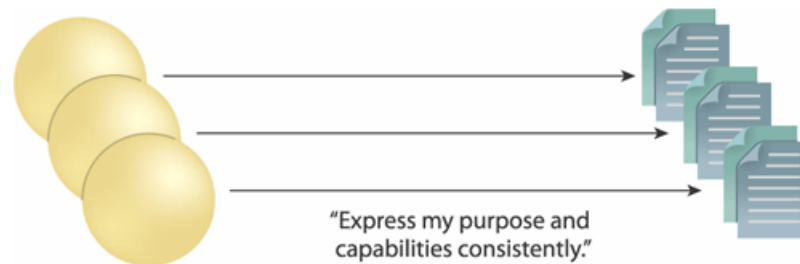 “Express my purpose and
capabilities consistently.”